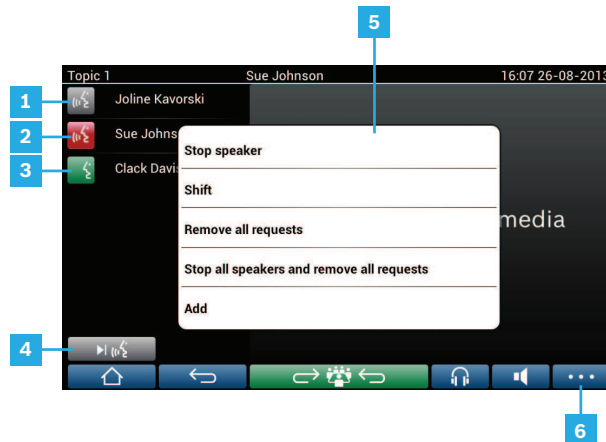 5
Topic 1 Sue Johnson 16:07 26-08-2013
1 Joline Kavorski
2 Sue Johns
3 Clack Davi
Stop speaker
Shift
media
Remove all requests
Stop all speakers and remove all requests
Add
4
6